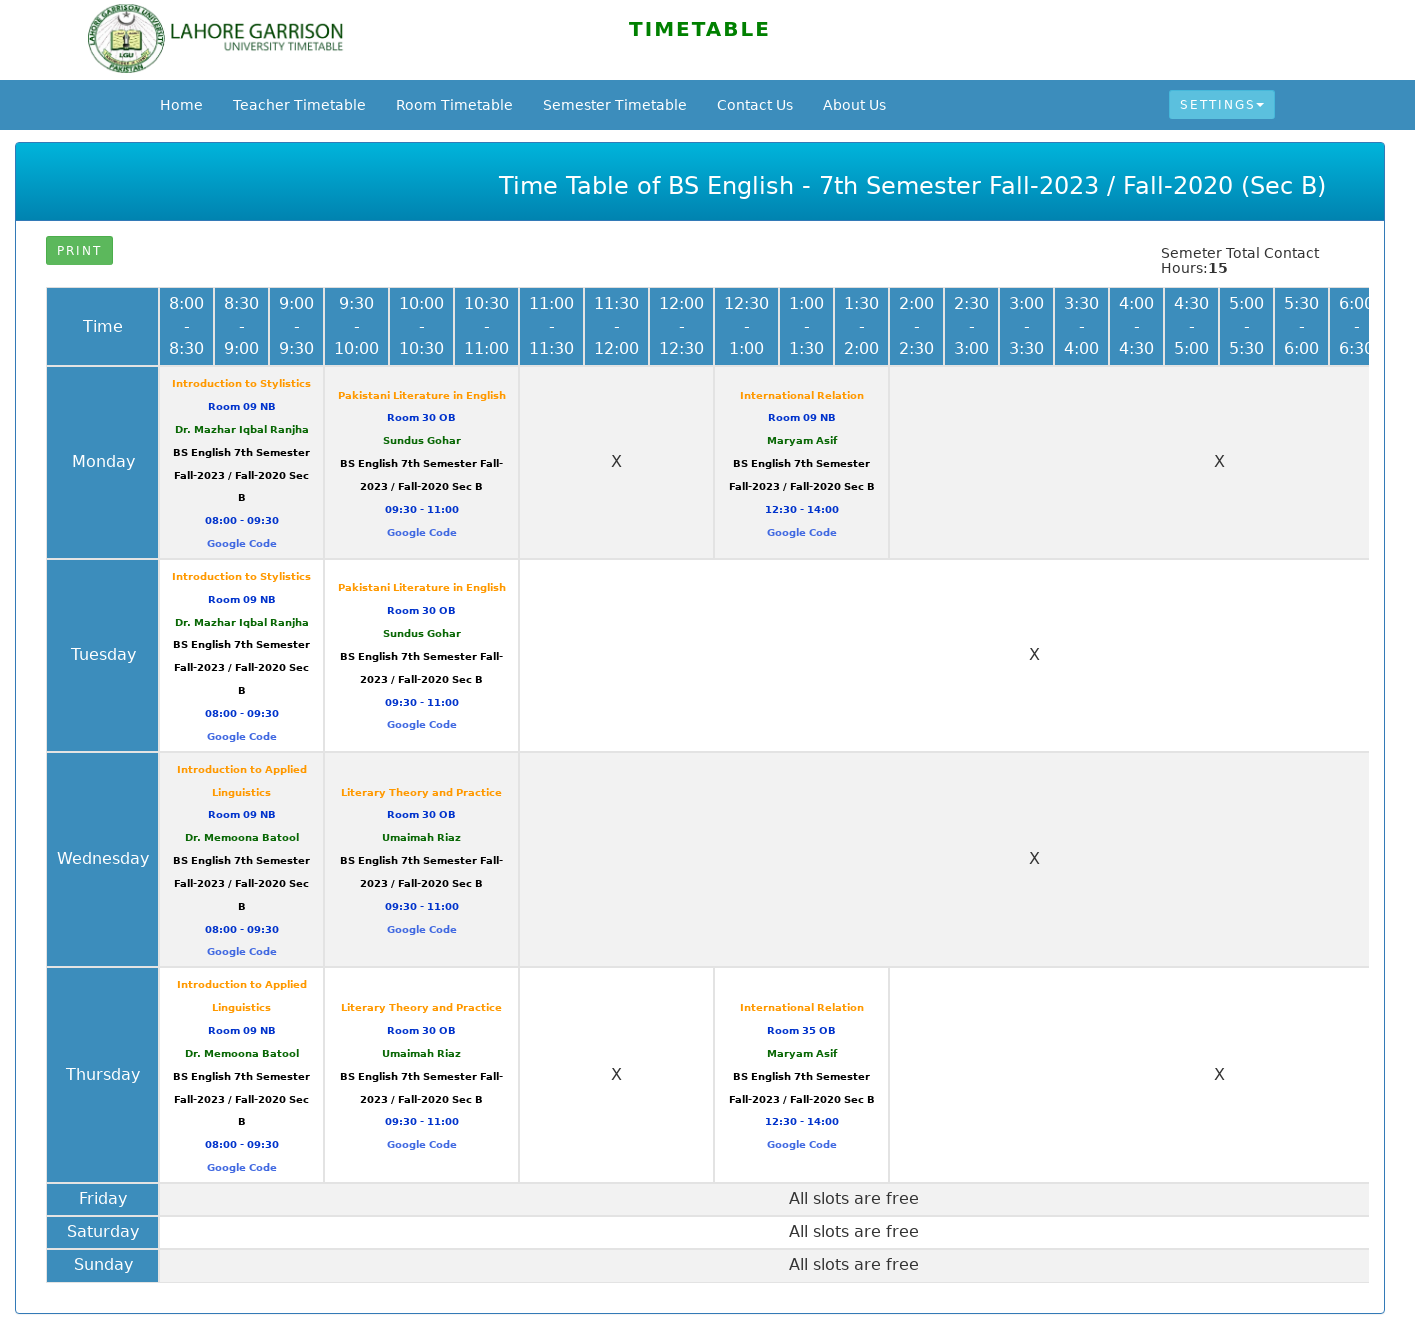 LAHORE GARRISON
UNIVERSITY TIMETABLE
TIMETABLE
Home Teacher Timetable Room Timetable Semester Timetable Contact Us About Us SETTINGS
Time Table of BS English - 7th Semester Fall-2023 / Fall-2020 (Sec B)
PRINT
Semeter Total Contact
Hours:15
Time
8:00 - 8:30
8:30 - 9:00
9:00 - 9:30
9:30 - 10:00
10:00 - 10:30
10:30 - 11:00
11:00 - 11:30
11:30 - 12:00
12:00 - 12:30
12:30 - 1:00
1:00 - 1:30
1:30 - 2:00
2:00 - 2:30
2:30 - 3:00
3:00 - 3:30
3:30 - 4:00
4:00 - 4:30
4:30 - 5:00
5:00 - 5:30
5:30 - 6:00
6:00 - 6:30
Monday
Introduction to Stylistics
Room 09 NB
Dr. Mazhar Iqbal Ranjha
BS English 7th Semester
Fall-2023 / Fall-2020 Sec
B
08:00 - 09:30
Google Code
Pakistani Literature in English
Room 30 OB
Sundus Gohar
BS English 7th Semester Fall-
2023 / Fall-2020 Sec B
09:30 - 11:00
Google Code
X
International Relation
Room 09 NB
Maryam Asif
BS English 7th Semester
Fall-2023 / Fall-2020 Sec B
12:30 - 14:00
Google Code
X
Tuesday
Introduction to Stylistics
Room 09 NB
Dr. Mazhar Iqbal Ranjha
BS English 7th Semester
Fall-2023 / Fall-2020 Sec
B
08:00 - 09:30
Google Code
Pakistani Literature in English
Room 30 OB
Sundus Gohar
BS English 7th Semester Fall-
2023 / Fall-2020 Sec B
09:30 - 11:00
Google Code
X
Wednesday
Introduction to Applied
Linguistics
Room 09 NB
Dr. Memoona Batool
BS English 7th Semester
Fall-2023 / Fall-2020 Sec
B
08:00 - 09:30
Google Code
Literary Theory and Practice
Room 30 OB
Umaimah Riaz
BS English 7th Semester Fall-
2023 / Fall-2020 Sec B
09:30 - 11:00
Google Code
X
Thursday
Introduction to Applied
Linguistics
Room 09 NB
Dr. Memoona Batool
BS English 7th Semester
Fall-2023 / Fall-2020 Sec
B
08:00 - 09:30
Google Code
Literary Theory and Practice
Room 30 OB
Umaimah Riaz
BS English 7th Semester Fall-
2023 / Fall-2020 Sec B
09:30 - 11:00
Google Code
X
International Relation
Room 35 OB
Maryam Asif
BS English 7th Semester
Fall-2023 / Fall-2020 Sec B
12:30 - 14:00
Google Code
X
Friday All slots are free
Saturday All slots are free
Sunday All slots are free